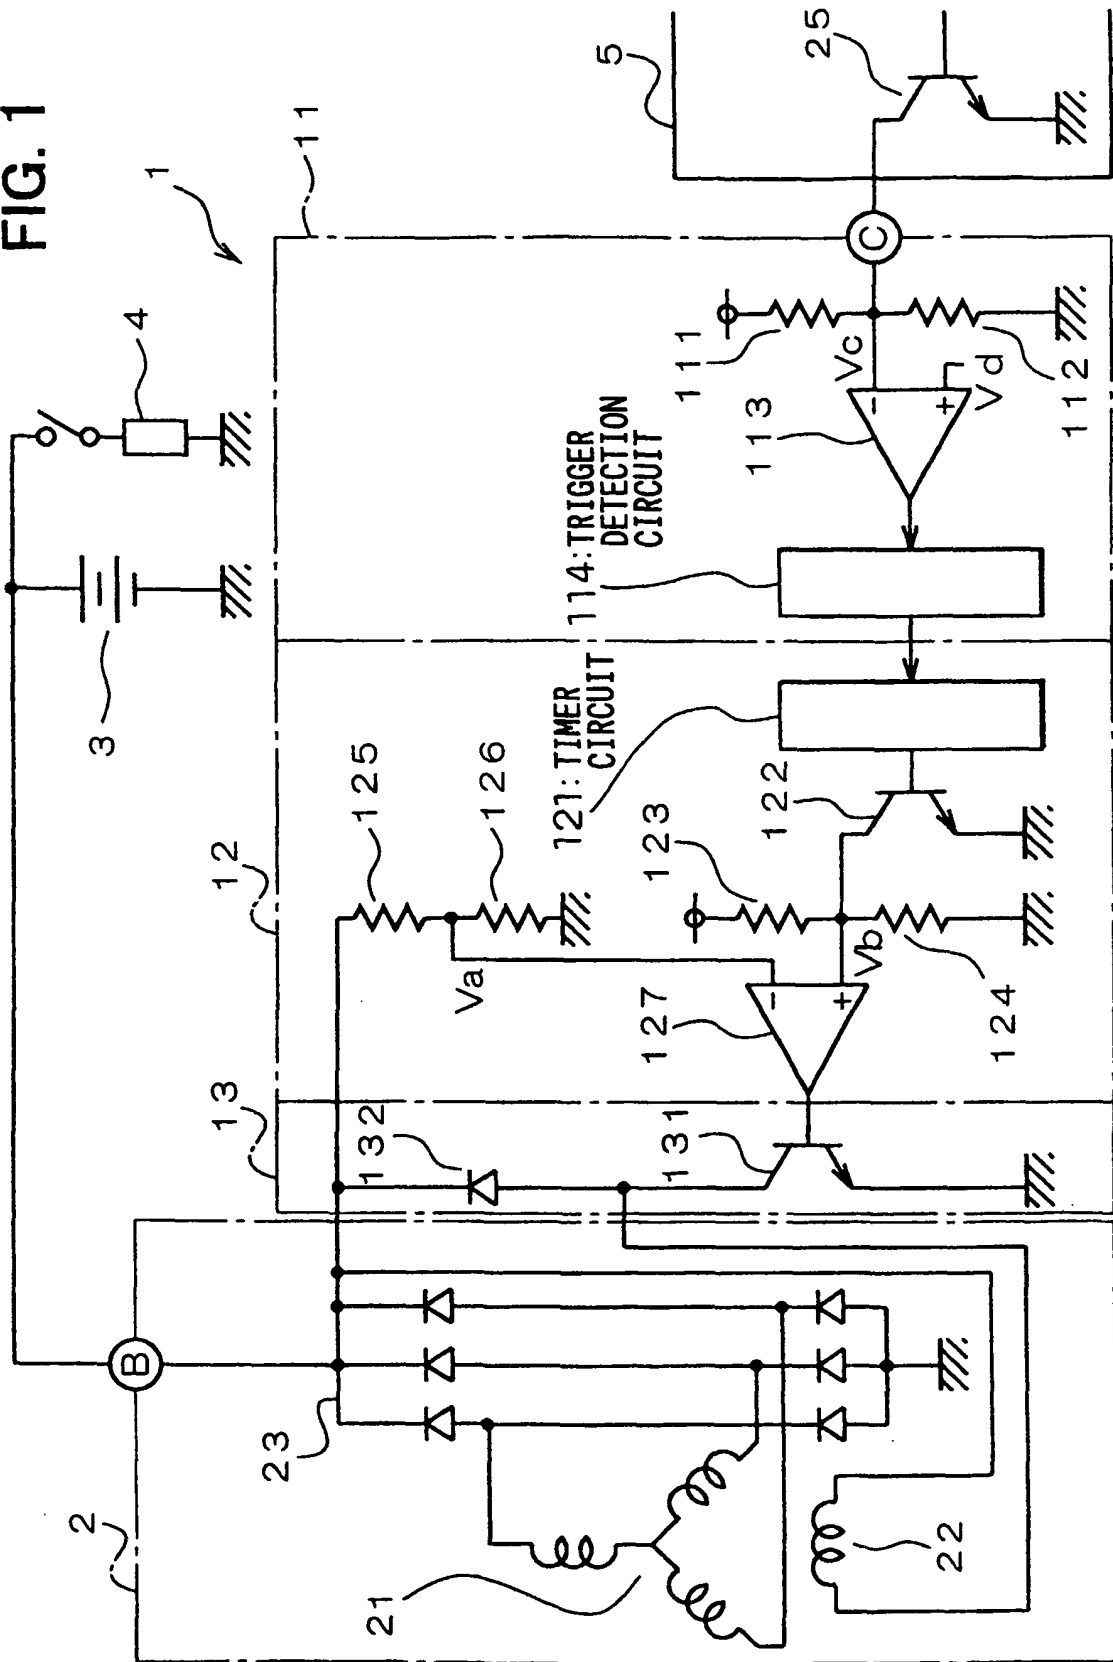 FIG. 1
1
11
12
13
2
3
4
5
25
B
C
23
21
22
132
131
125
126
Va
127
123
124
Vb
122
121: TIMER
CIRCUIT
114: TRIGGER
DETECTION
CIRCUIT
113
111
112
Vc
Vd
-
+
-
+